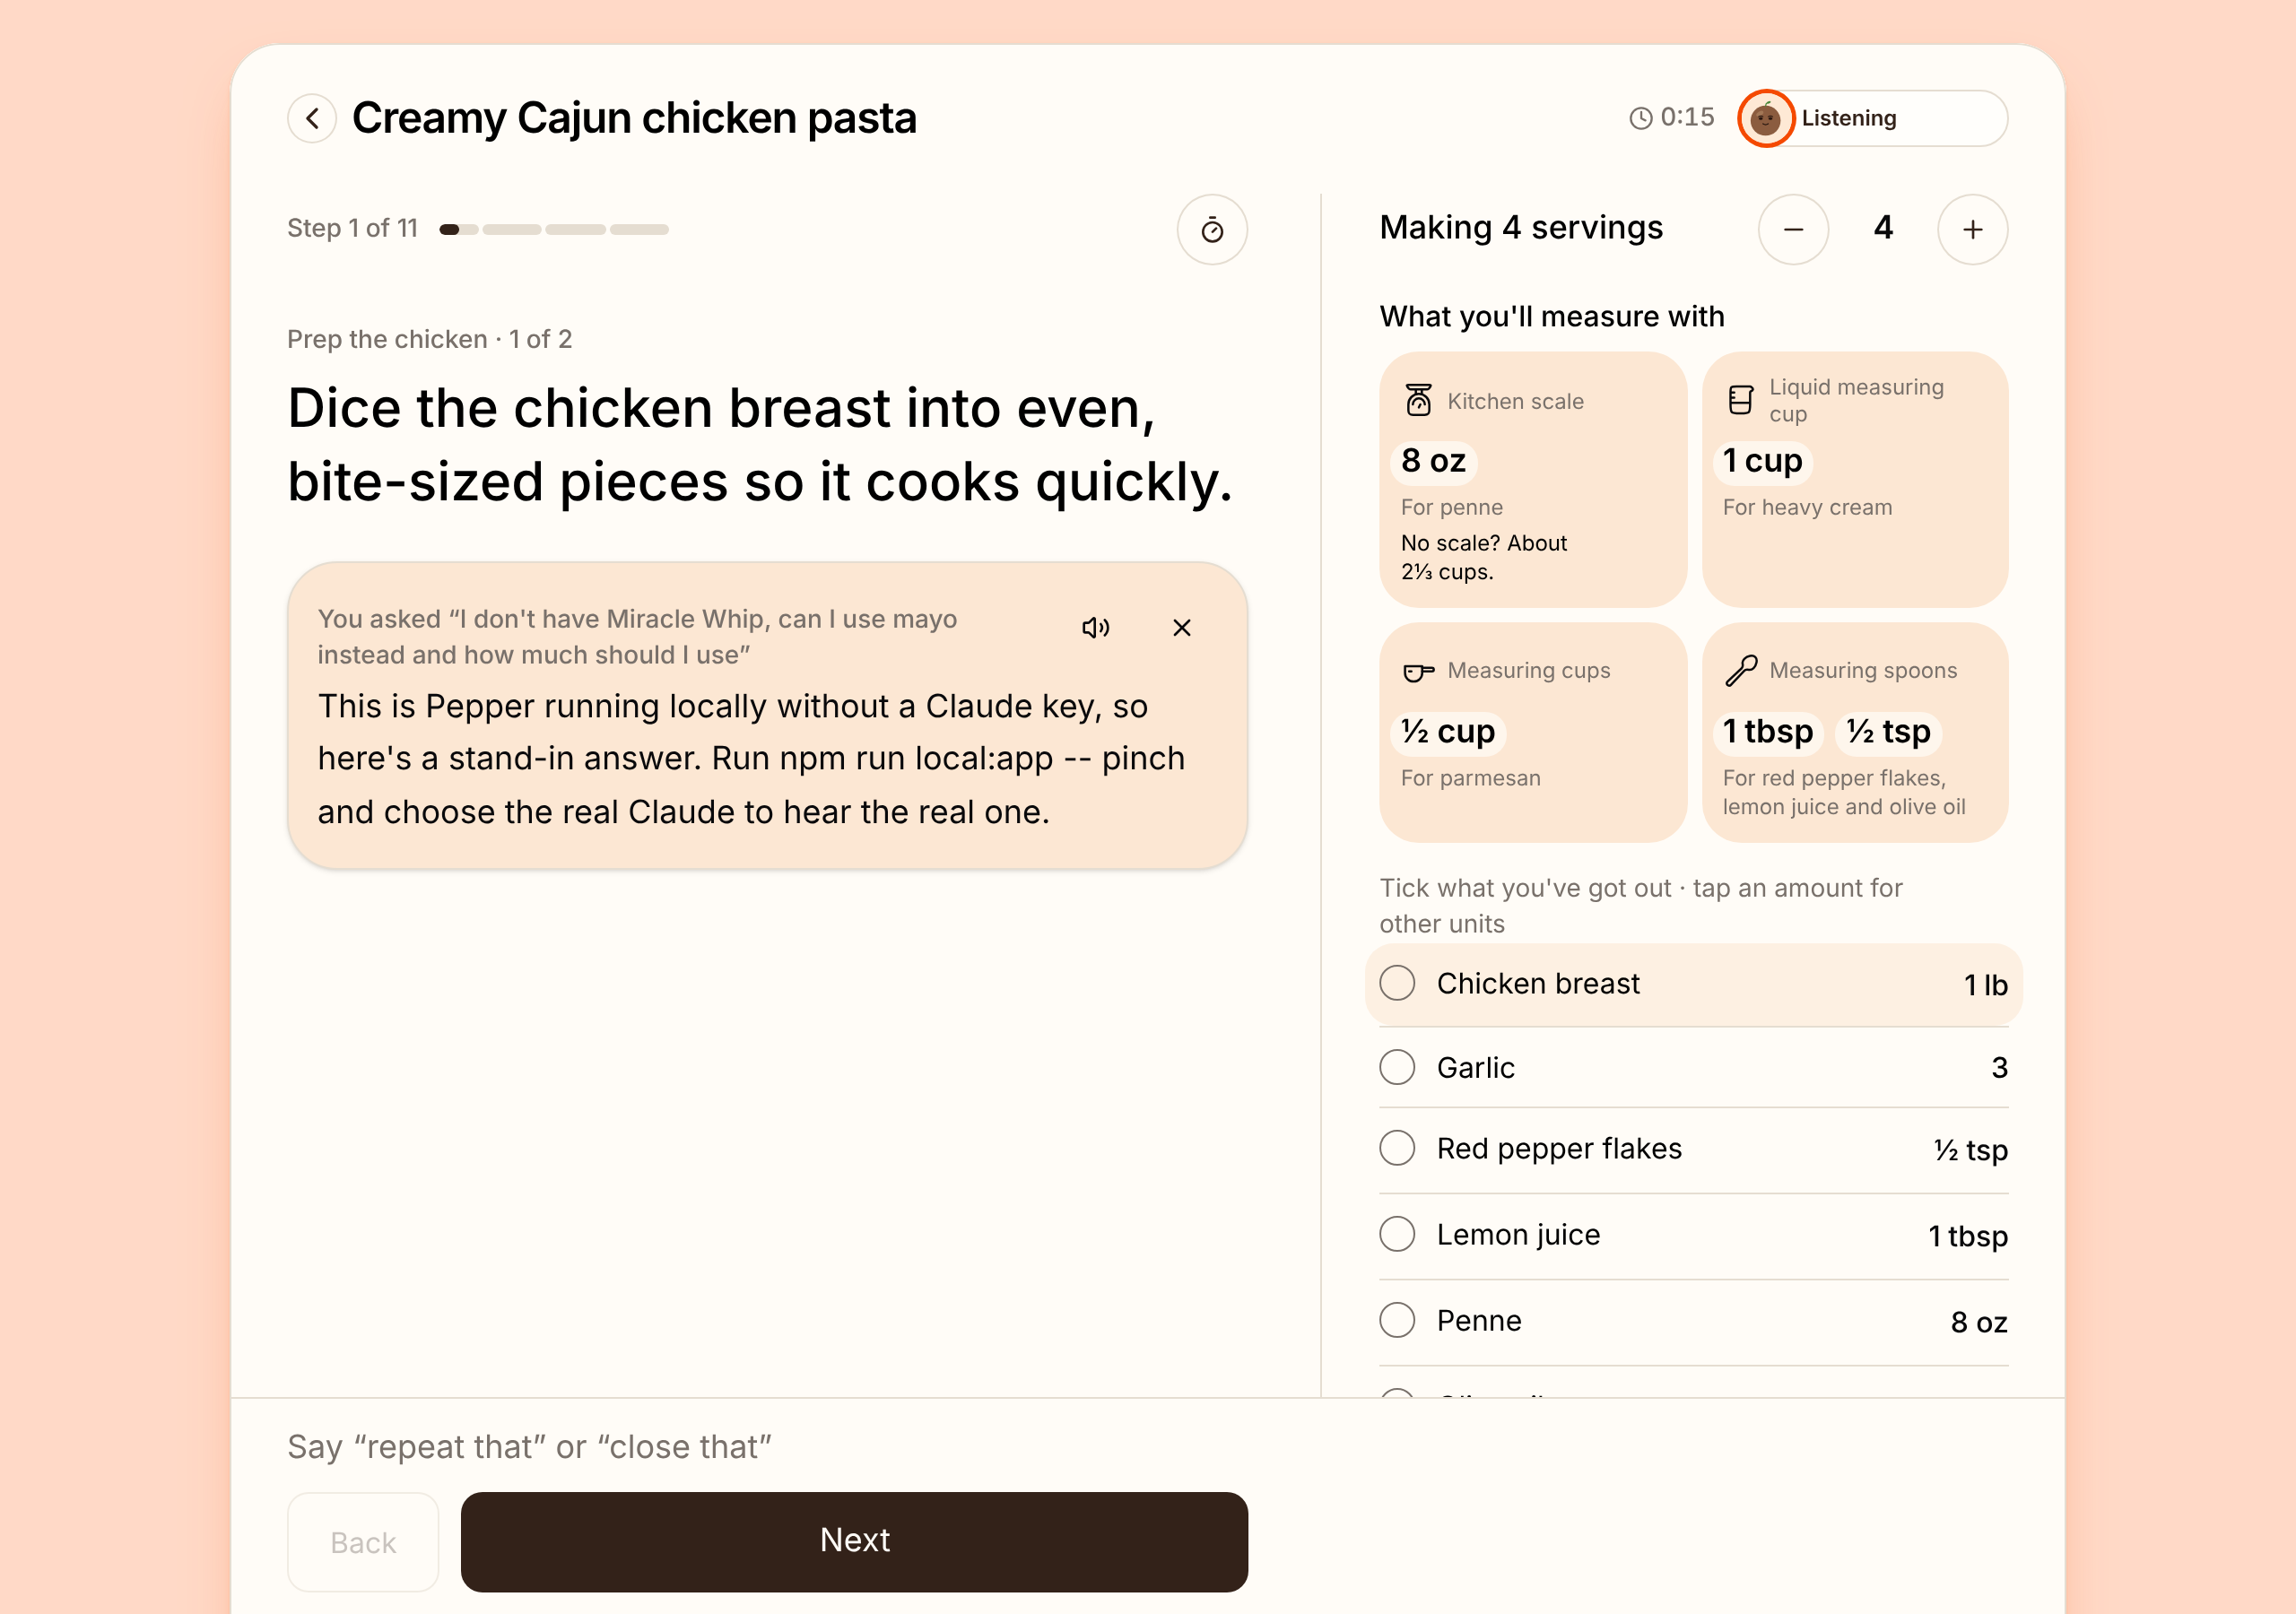 Creamy Cajun chicken pasta
0:15
Listening
Step 1 of 11
Prep the chicken · 1 of 2
Dice the chicken breast into even,
bite-sized pieces so it cooks quickly.
You asked “I don't have Miracle Whip, can I use mayo
instead and how much should I use”
This is Pepper running locally without a Claude key, so
here's a stand-in answer. Run npm run local:app -- pinch
and choose the real Claude to hear the real one.
Making 4 servings
4
What you'll measure with
Kitchen scale
8 oz
For penne
No scale? About
2⅓ cups.
Liquid measuring
cup
1 cup
For heavy cream
Measuring cups
½ cup
For parmesan
Measuring spoons
1 tbsp ½ tsp
For red pepper flakes,
lemon juice and olive oil
Tick what you've got out · tap an amount for
other units
Chicken breast 1 lb
Garlic 3
Red pepper flakes ½ tsp
Lemon juice 1 tbsp
Penne 8 oz
Say “repeat that” or “close that”
Back
Next